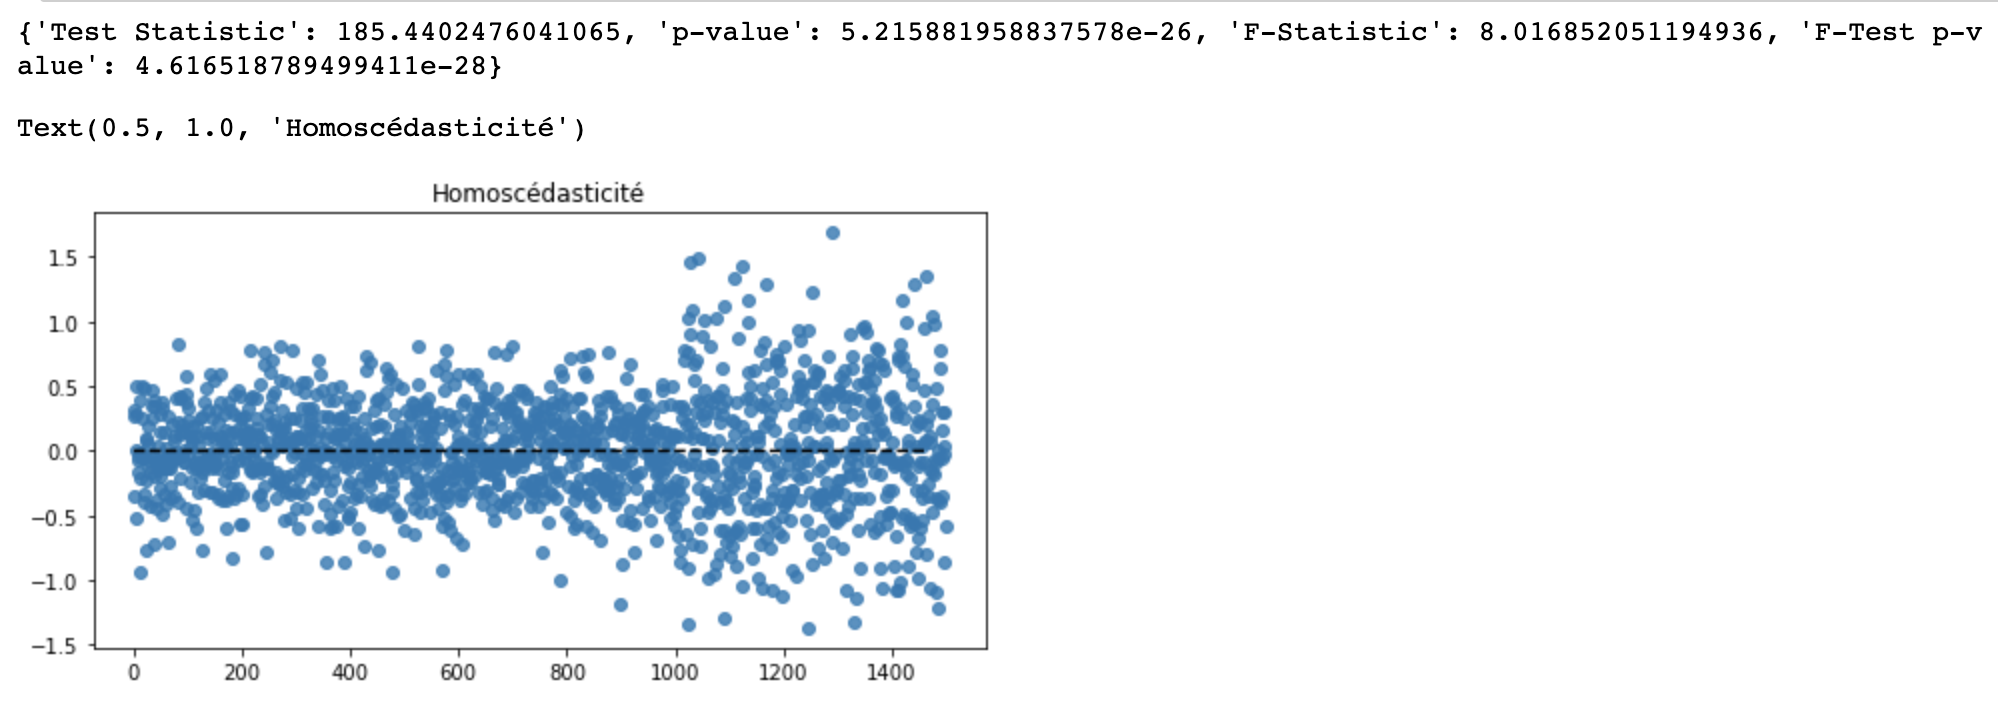 {'Test Statistic': 185.4402476041065, 'p-value': 5.215881958837578e-26, 'F-Statistic': 8.016852051194936, 'F-Test p-v
alue': 4.616518789499411e-28}
Text(0.5, 1.0, 'Homoscédasticité')
Homoscédasticité
1.5
1.0
0.5
0.0
−0.5
−1.0
−1.5
0 200 400 600 800 1000 1200 1400